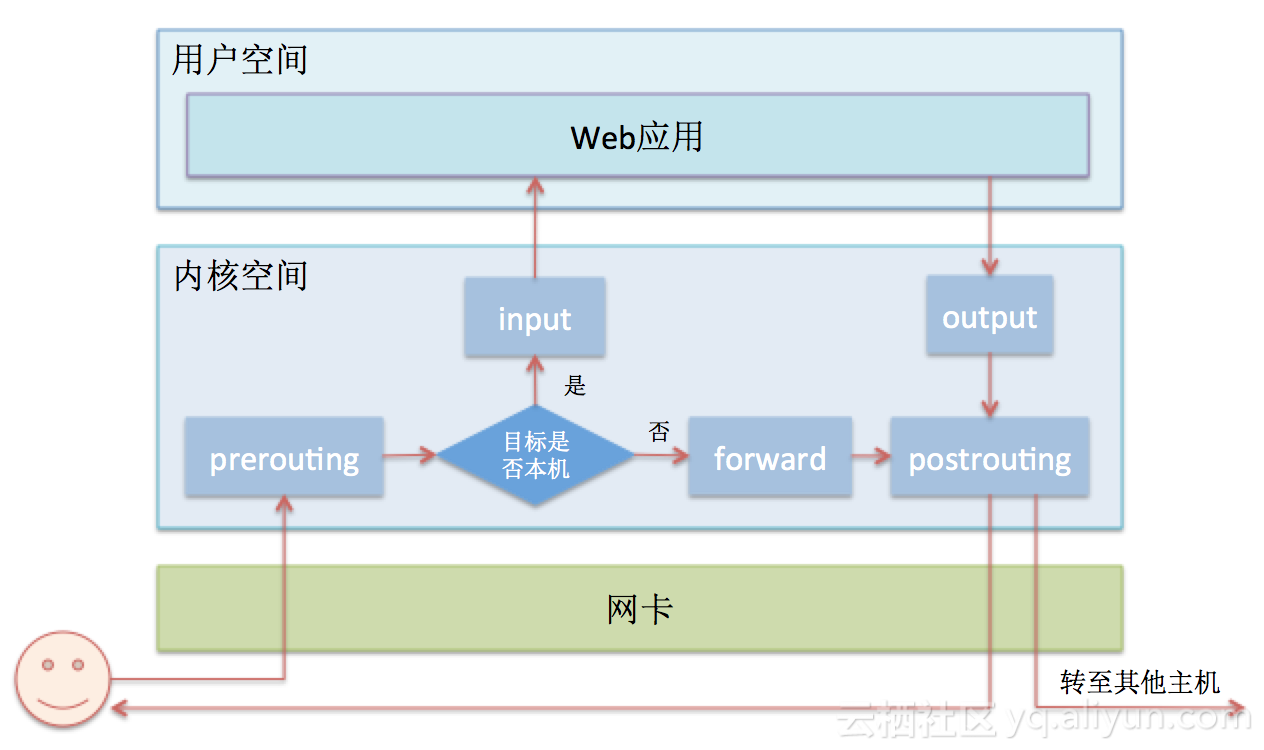 用户空间
Web应用
内核空间
input
output
是
prerouting
目标是
否本机
否
forward
postrouting
网卡
转至其他主机
云栖社区 yq.aliyun.com